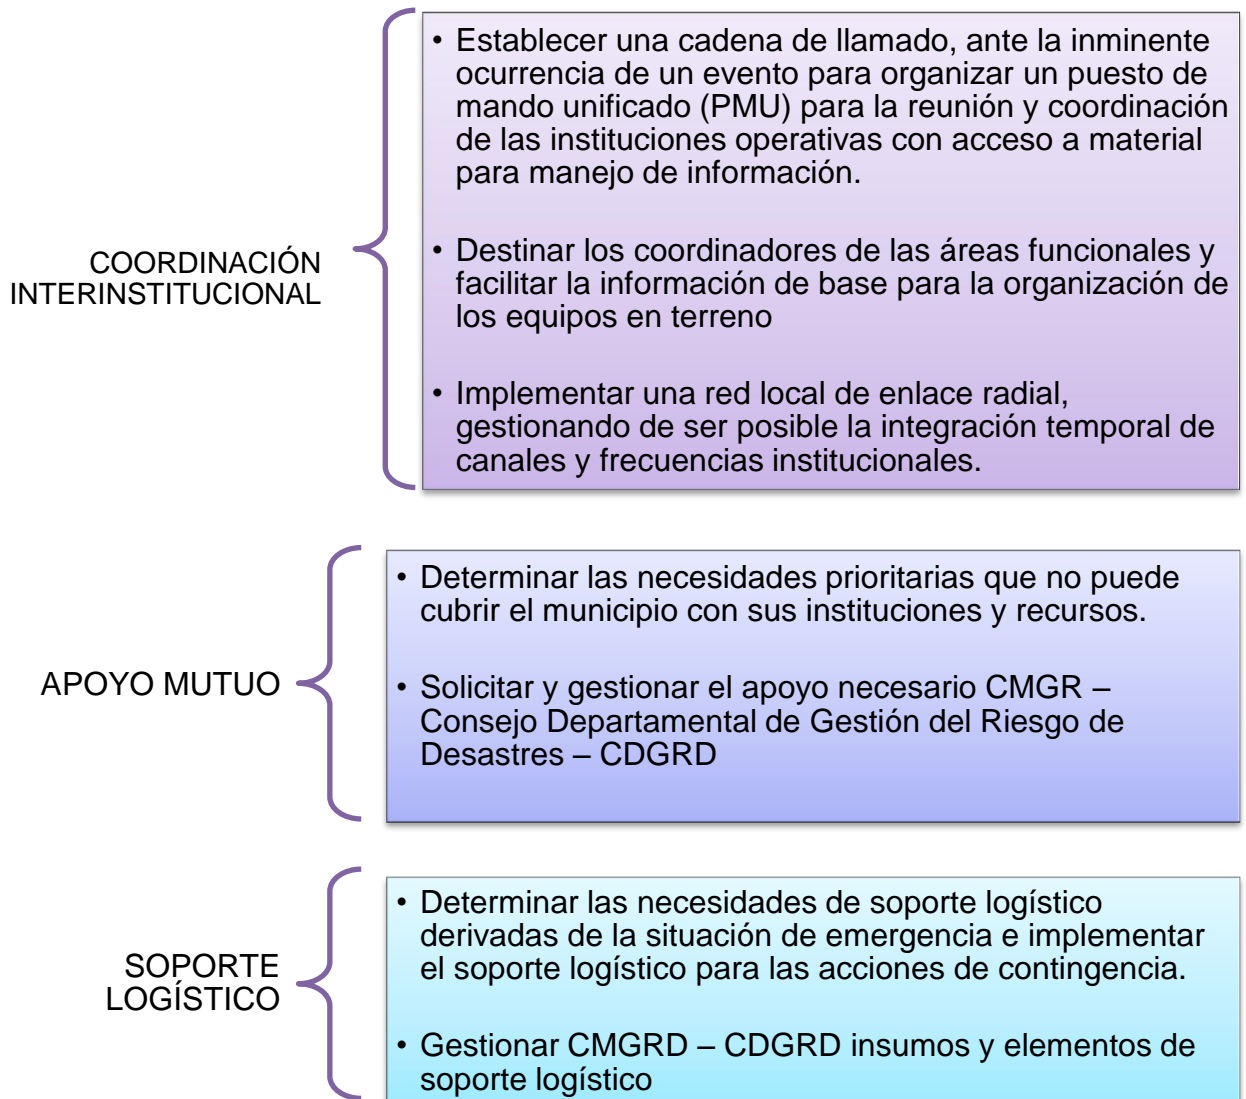 COORDINACIÓN
INTERINSTITUCIONAL
• Establecer una cadena de llamado, ante la inminente
ocurrencia de un evento para organizar un puesto de
mando unificado (PMU) para la reunión y coordinación
de las instituciones operativas con acceso a material
para manejo de información.
• Destinar los coordinadores de las áreas funcionales y
facilitar la información de base para la organización de
los equipos en terreno
• Implementar una red local de enlace radial,
gestionando de ser posible la integración temporal de
canales y frecuencias institucionales.
APOYO MUTUO
• Determinar las necesidades prioritarias que no puede
cubrir el municipio con sus instituciones y recursos.
• Solicitar y gestionar el apoyo necesario CMGR –
Consejo Departamental de Gestión del Riesgo de
Desastres – CDGRD
SOPORTE
LOGÍSTICO
• Determinar las necesidades de soporte logístico
derivadas de la situación de emergencia e implementar
el soporte logístico para las acciones de contingencia.
• Gestionar CMGRD – CDGRD insumos y elementos de
soporte logístico